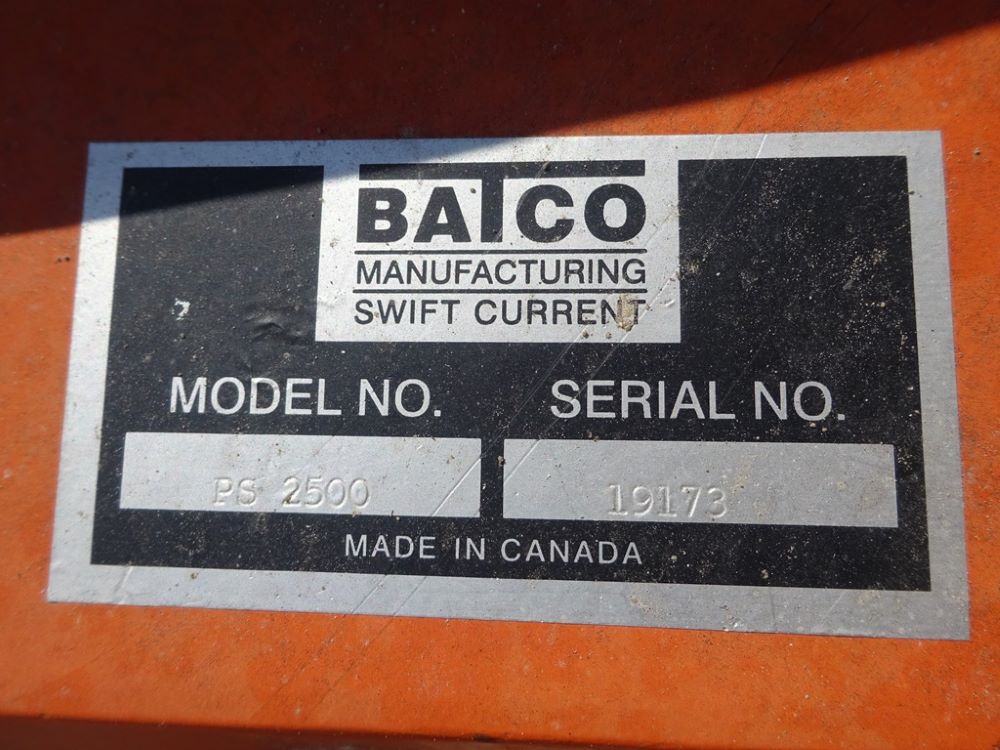 BATCO
MANUFACTURING
SWIFT CURRENT
MODEL NO. SERIAL NO.
PS 2500 19173
MADE IN CANADA